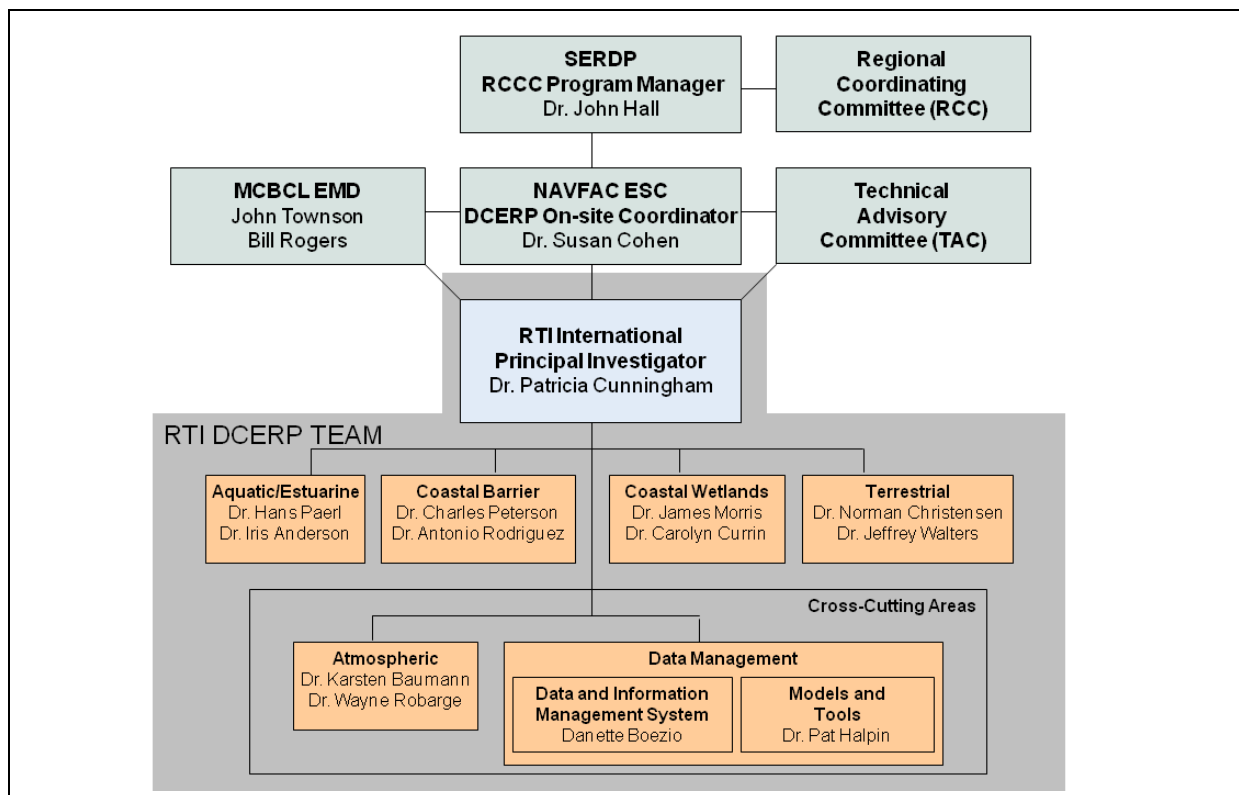 SERDP
RCCC Program Manager
Dr. John Hall
Regional
Coordinating
Committee (RCC)
MCBCL EMD
John Townson
Bill Rogers
NAVFAC ESC
DCERP On-site Coordinator
Dr. Susan Cohen
Technical
Advisory
Committee (TAC)
RTI International
Principal Investigator
Dr. Patricia Cunningham
RTI DCERP TEAM
Aquatic/Estuarine
Dr. Hans Paerl
Dr. Iris Anderson
Coastal Barrier
Dr. Charles Peterson
Dr. Antonio Rodriguez
Coastal Wetlands
Dr. James Morris
Dr. Carolyn Currin
Terrestrial
Dr. Norman Christensen
Dr. Jeffrey Walters
Cross-Cutting Areas
Atmospheric
Dr. Karsten Baumann
Dr. Wayne Robarge
Data Management
Data and Information
Management System
Danette Boezio
Models and
Tools
Dr. Pat Halpin